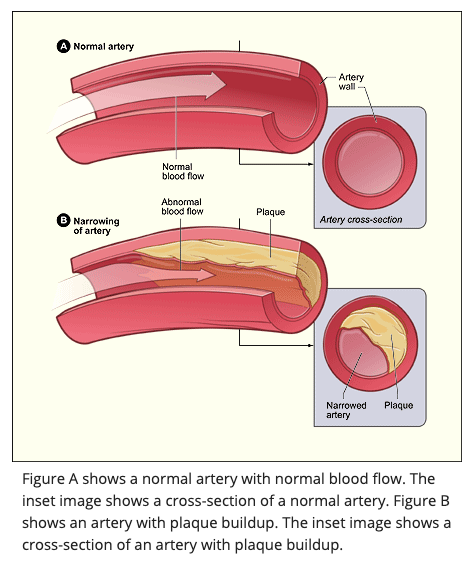 A Normal artery
Artery
wall
Normal
blood flow
Artery cross-section
B Narrowing
of artery
Abnormal
blood flow
Plaque
Narrowed
artery
Plaque
Figure A shows a normal artery with normal blood flow. The
inset image shows a cross-section of a normal artery. Figure B
shows an artery with plaque buildup. The inset image shows a
cross-section of an artery with plaque buildup.